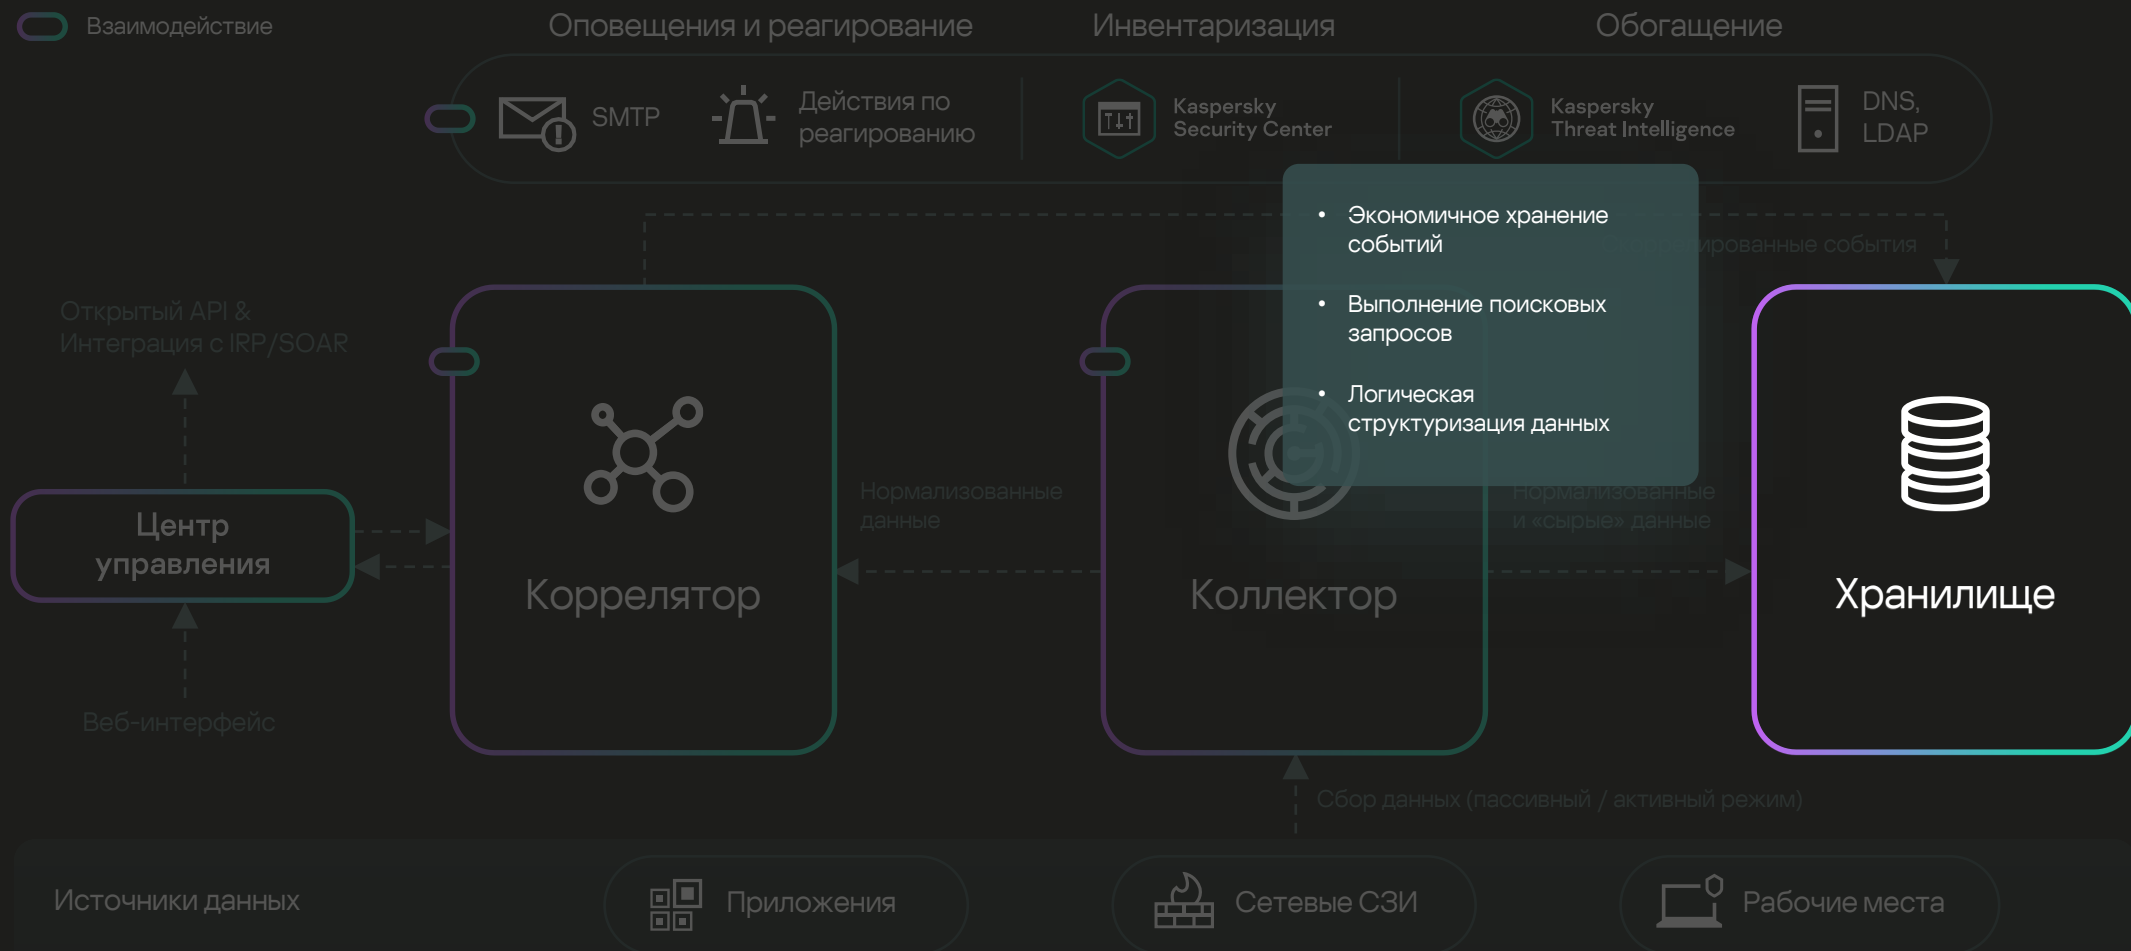 Взаимодействие
Оповещения и реагирование
Инвентаризация
Обогащение
SMTP
Действия по
реагированию
Kaspersky
Security Center
Kaspersky
Threat Intelligence
DNS,
LDAP
• Экономичное хранение
событий
• Выполнение поисковых
запросов
• Логическая
структуризация данных
события
Открытый API &
Интеграция с IRP/SOAR
Центр
управления
Веб-интерфейс
Коррелятор
Нормализованные
данные
Коллектор
Нормализованные
и «сырые» данные
Хранилище
Сбор данных (пассивный / активный режим)
Источники данных
Приложения
Сетевые СЗИ
Рабочие места